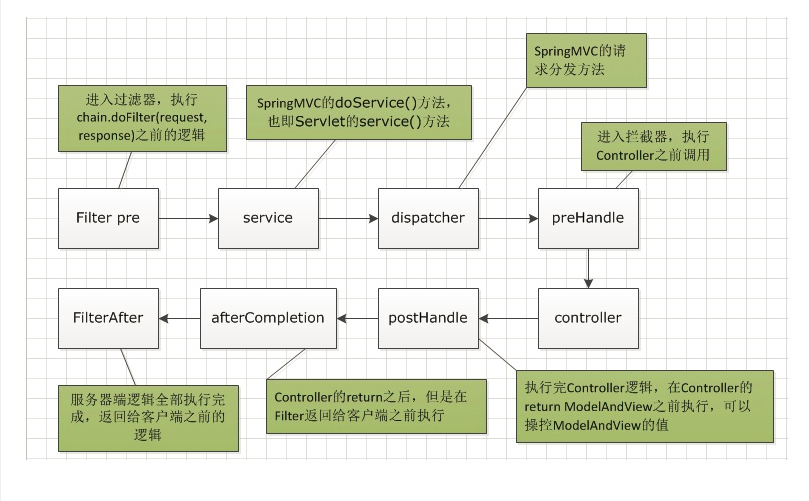 SpringMVC的请
求分发方法
进入过滤器，执行
chain.doFilter(request,
response)之前的逻辑
SpringMVC的doService()方法，
也即Servlet的service()方法
进入拦截器，执行
Controller之前调用
Filter pre
service
dispatcher
preHandle
FilterAfter
afterCompletion
postHandle
controller
服务器端逻辑全部执行完
成，返回给客户端之前的
逻辑
Controller的return之后，但是在
Filter返回给客户端之前执行
执行完Controller逻辑，在Controller的
return ModelAndView之前执行，可以
操控ModelAndView的值